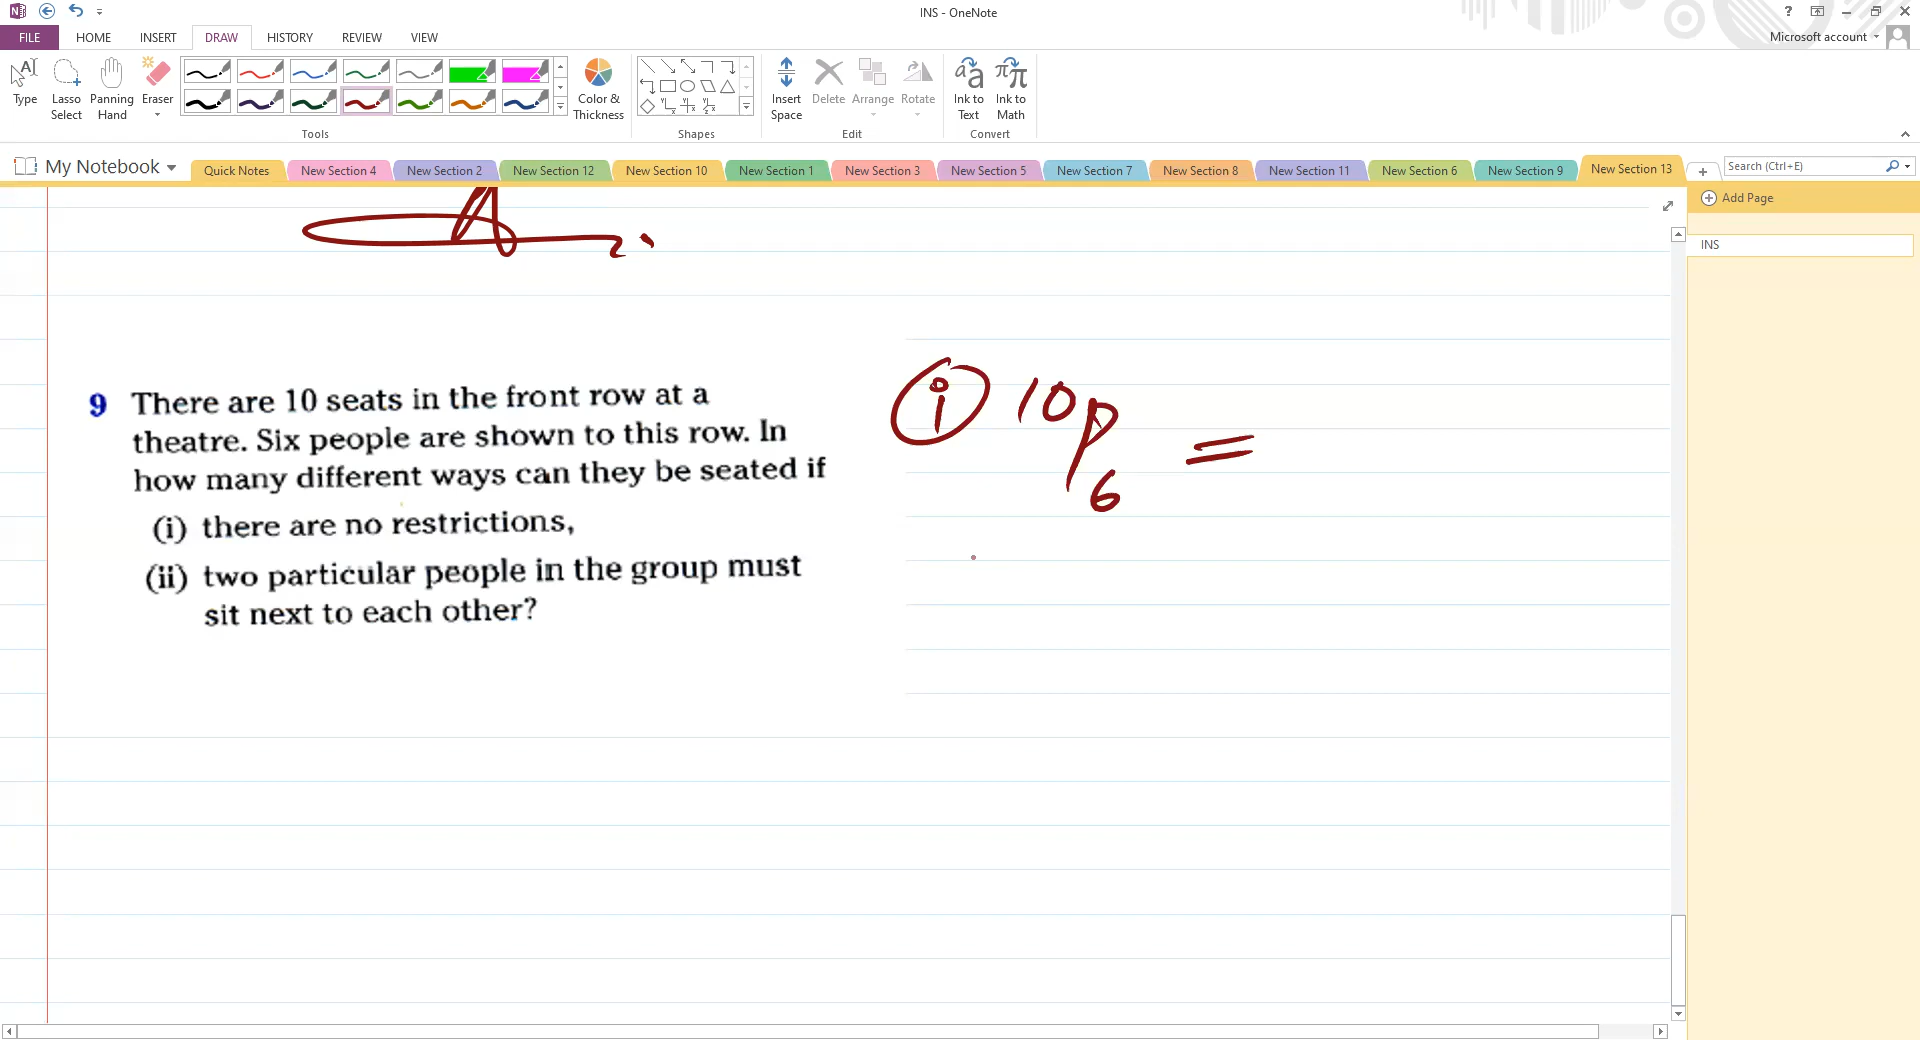 INS - OneNote
FILE HOME INSERT DRAW HISTORY REVIEW VIEW
Microsoft account
Type
Lasso Select
Panning Hand
Eraser
Color & Thickness
Insert Space
Delete
Arrange
Rotate
Ink to Text
Ink to Math
Tools
Shapes
Edit
Convert
My Notebook
Quick Notes
New Section 4
New Section 2
New Section 12
New Section 10
New Section 1
New Section 3
New Section 5
New Section 7
New Section 8
New Section 11
New Section 6
New Section 9
New Section 13
Search (Ctrl+E)
Add Page
INS
9 There are 10 seats in the front row at a
theatre. Six people are shown to this row. In
how many different ways can they be seated if
(i) there are no restrictions,
(ii) two particular people in the group must
sit next to each other?
(i) 10P6 =